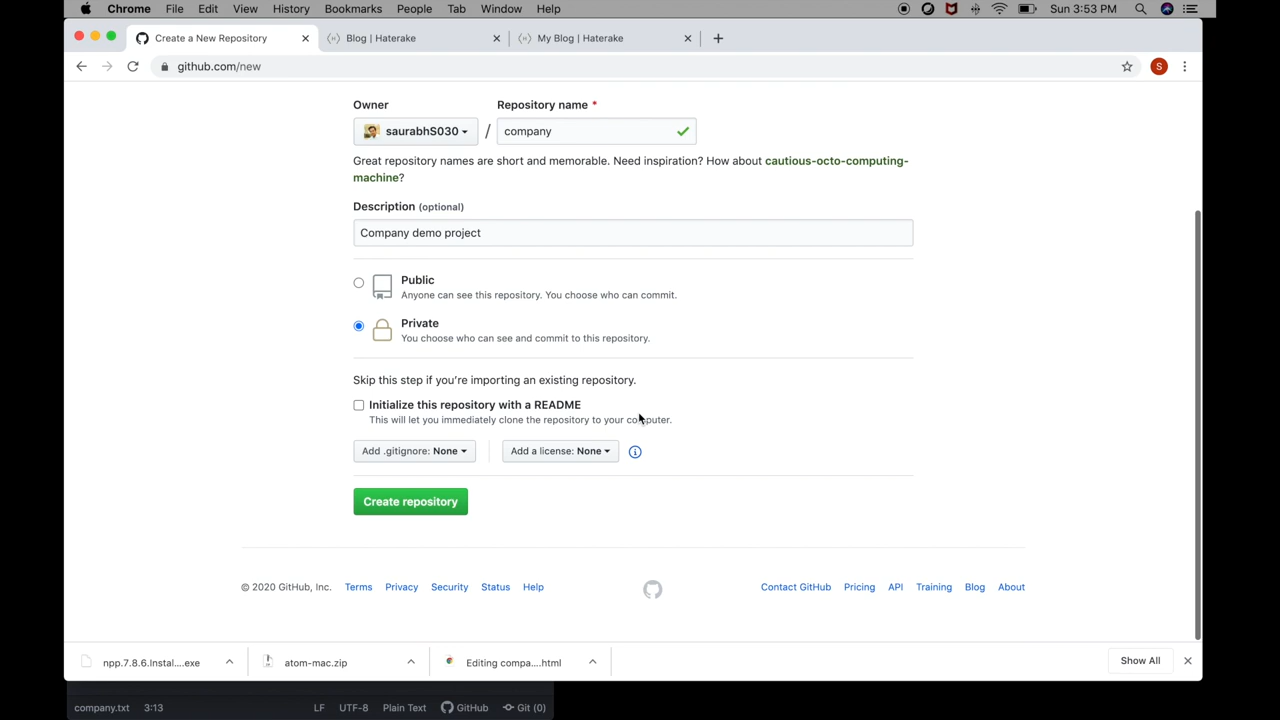 Chrome File Edit View History Bookmarks People Tab Window Help Sun 3:53 PM
Create a New Repository Blog | Haterake My Blog | Haterake
github.com/new S
Owner Repository name *
saurabhS030 / company
Great repository names are short and memorable. Need inspiration? How about cautious-octo-computing-
machine?
Description (optional)
Company demo project
Public
Anyone can see this repository. You choose who can commit.
Private
You choose who can see and commit to this repository.
Skip this step if you’re importing an existing repository.
Initialize this repository with a README
This will let you immediately clone the repository to your computer.
Add .gitignore: None Add a license: None
Create repository
© 2020 GitHub, Inc. Terms Privacy Security Status Help Contact GitHub Pricing API Training Blog About
npp.7.8.6.Instal....exe atom-mac.zip Editing compa....html Show All
company.txt 3:13 LF UTF-8 Plain Text GitHub Git (0)